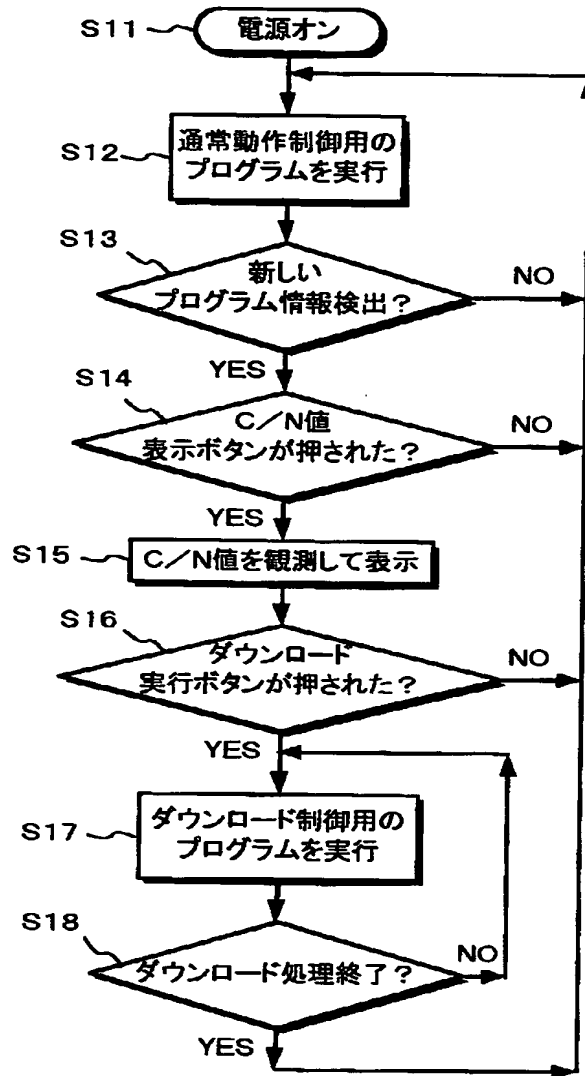 S11
電源オン
S12
通常動作制御用の
プログラムを実行
S13
新しい
プログラム情報検出？
NO
YES
S14
C／N値
表示ボタンが押された？
NO
YES
S15
C／N値を観測して表示
S16
ダウンロード
実行ボタンが押された？
NO
YES
S17
ダウンロード制御用の
プログラムを実行
S18
ダウンロード処理終了？
NO
YES